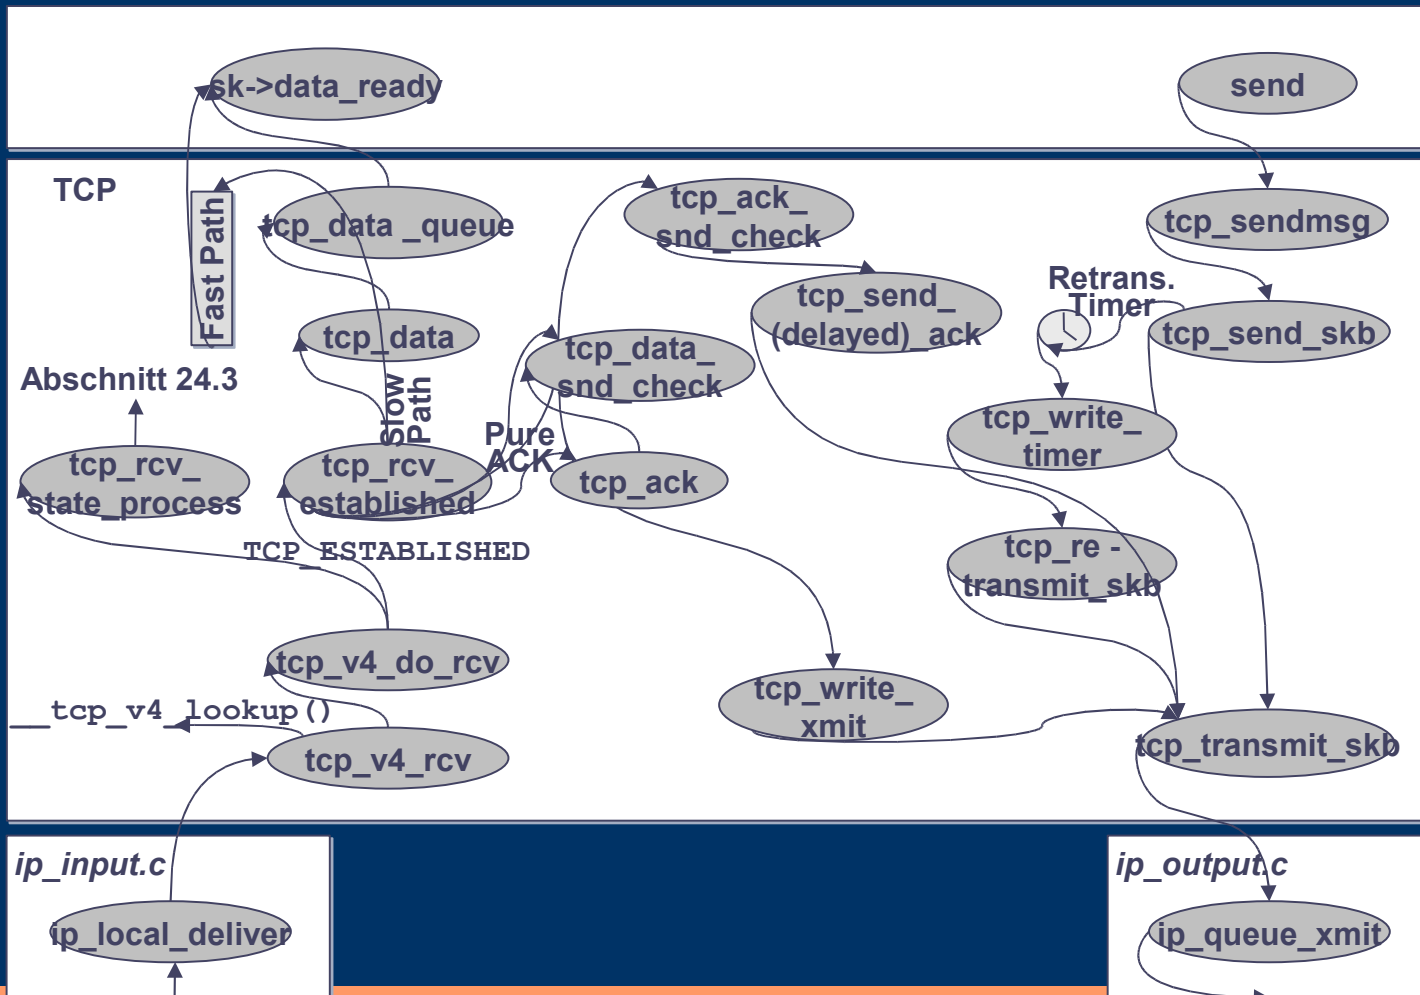 sk->data_ready
send
TCP
Fast Path
tcp_data _queue
tcp_ack_
snd_check
tcp_sendmsg
tcp_send_
(delayed)_ack
Retrans.
Timer
tcp_send_skb
tcp_data
tcp_data_
snd_check
Abschnitt 24.3
Slow
Path
Pure
ACK
tcp_write_
timer
tcp_rcv_
state_process
tcp_rcv_
established
tcp_ack
TCP_ESTABLISHED
tcp_re -
transmit_skb
tcp_v4_do_rcv
tcp_write_
xmit
__tcp_v4_lookup()
tcp_v4_rcv
tcp_transmit_skb
ip_input.c
ip_output.c
ip_local_deliver
ip_queue_xmit